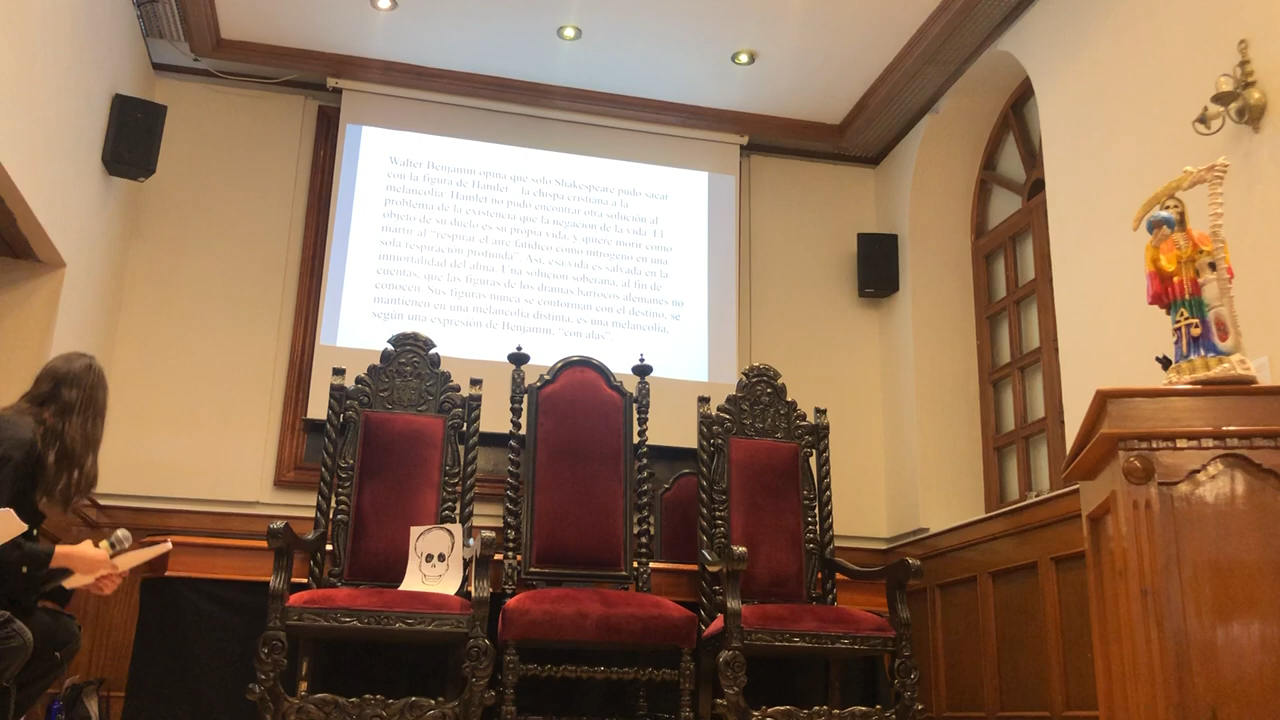 Walter Benjamin opina que solo Shakespeare pudo sacar
con la figura de Hamlet la chispa cristiana a la
melancolía. Hamlet no pudo encontrar otra solución al
problema de la existencia que la negación de la vida. El
objeto de su duelo es su propia vida, y quiere morir como
martir al "respirar el aire fatídico como nitrogeno en una
sola respiración profunda". Así, esa vida es salvada en la
inmortalidad del alma. Una solución soberana, al fin de
cuentas, que las figuras de los dramas barrocos alemanes no
conocen. Sus figuras nunca se conforman con el destino, se
mantienen en una melancolía distinta, es una melancolía,
según una expresión de Benjamin, "con alas".